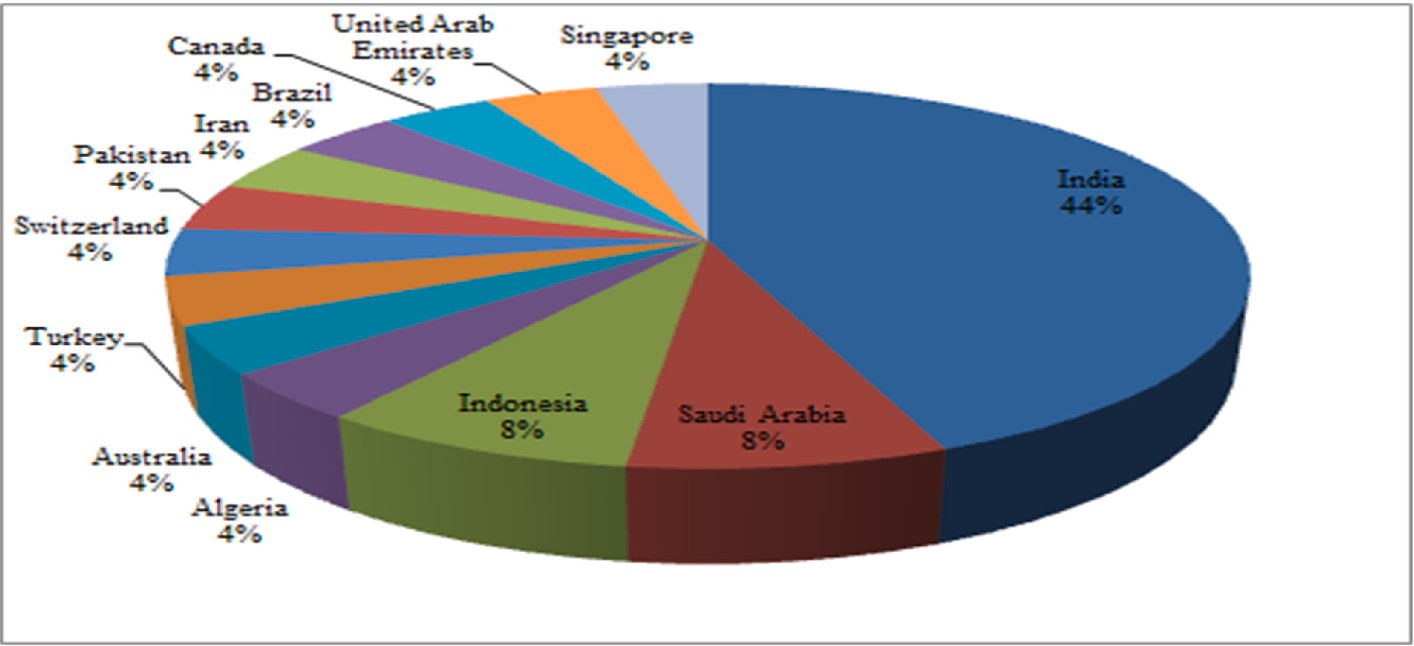 United Arab
Emirates
4%
Singapore
4%
Canada
4%
Brazil
4%
Iran
4%
Pakistan
4%
Switzerland
4%
Turkey
4%
Australia
4%
Algeria
4%
Indonesia
8%
Saudi Arabia
8%
India
44%